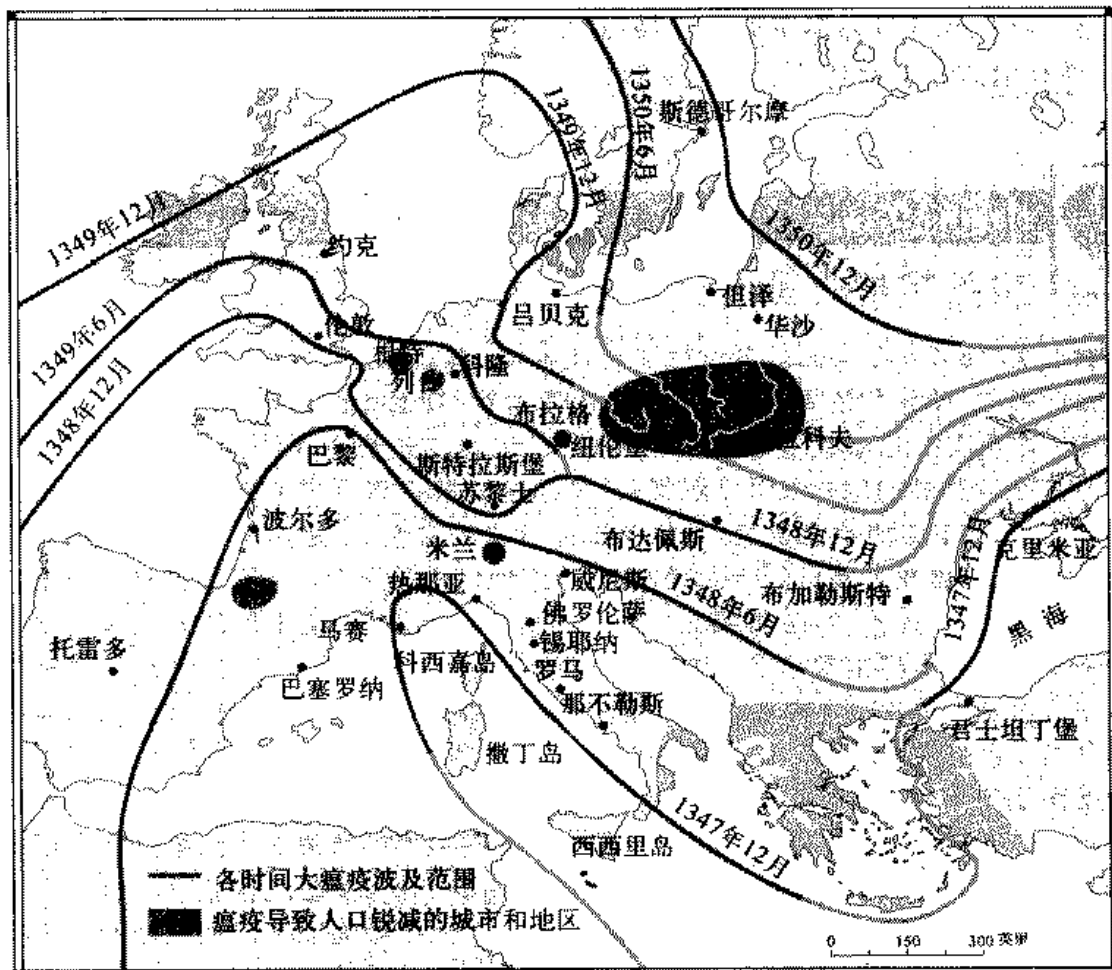 1349年12月
1350年6月
斯德哥尔摩
1349年12月
约克
1350年12月
吕贝克
但泽
华沙
1349年6月
伦敦
科隆
1348年12月
布拉格
巴黎
斯特拉斯堡
苏黎士
波尔多
米兰
布达佩斯
1348年12月
克里米亚
热那亚
威尼斯
1348年6月
布加勒斯特
1347年12月
黑海
马赛
佛罗伦萨
锡耶纳
托雷多
科西嘉岛
罗马
巴塞罗纳
那不勒斯
君士坦丁堡
撒丁岛
1347年12月
西西里岛
各时间大瘟疫波及范围
瘟疫导致人口锐减的城市和地区
0 150 300 英里